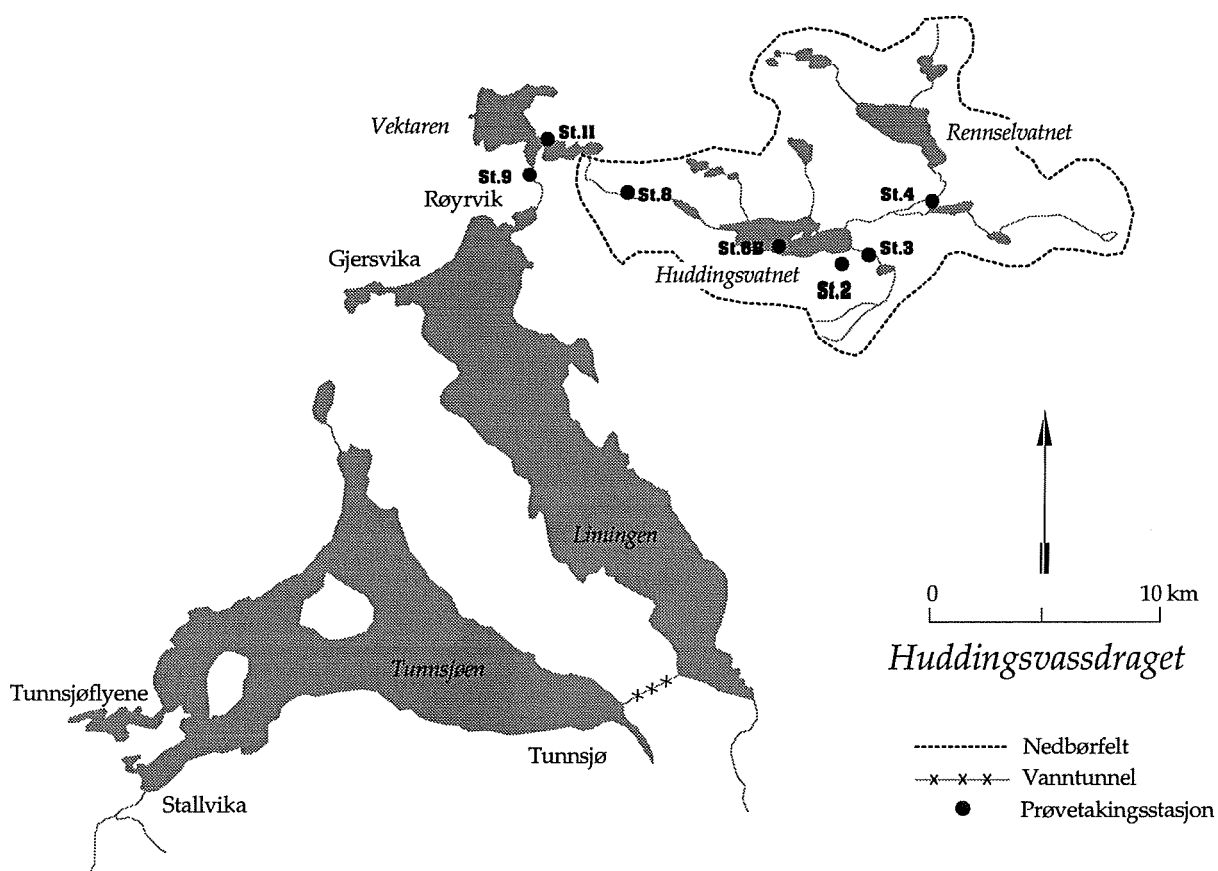 Vektaren
St.11
Rennselvatnet
St.9
St.8
Røyrvik
St.4
St.6B
St.3
Gjersvika
Huddingsvatnet
St.2
Limingen
0 10 km
Huddingsvassdraget
Tunnsjøen
Tunnsjøflyene
Tunnsjø
Stallvika
Nedbørfelt
Vanntunnel
Prøvetakingsstasjon